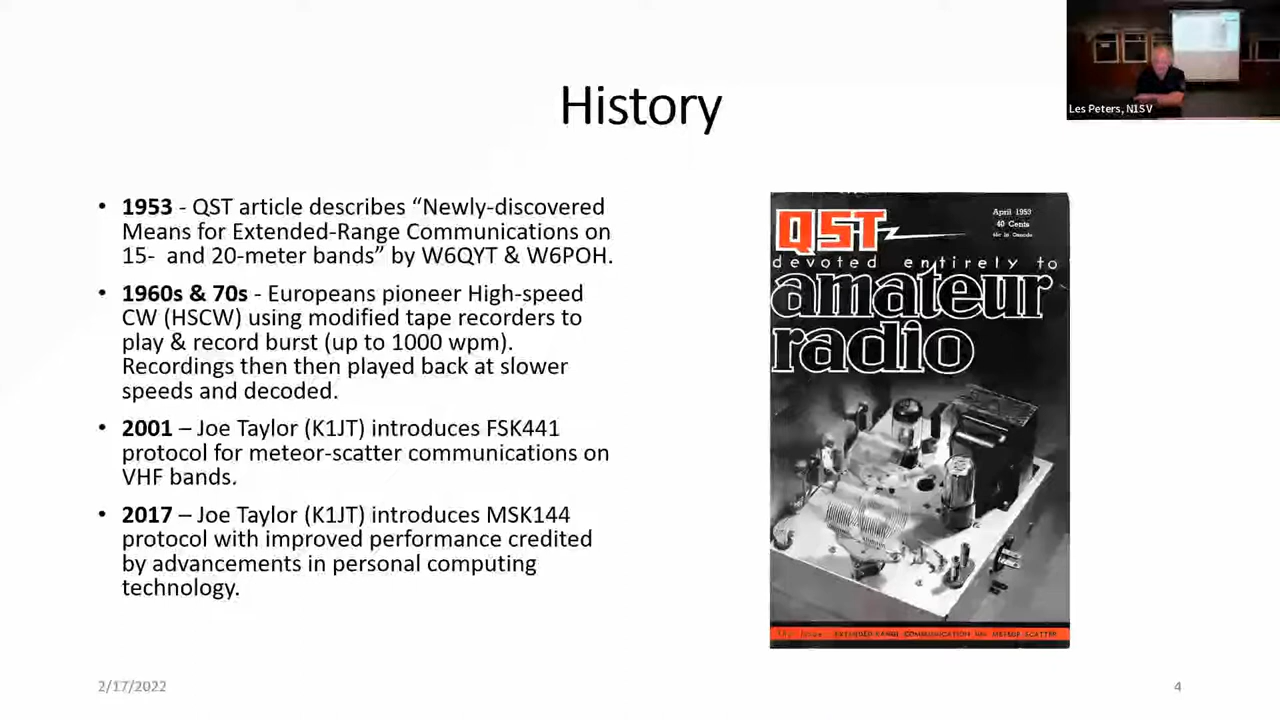 Les Peters, N1SV
History
• 1953 - QST article describes “Newly-discovered
Means for Extended-Range Communications on
15- and 20-meter bands” by W6QYT & W6POH.
• 1960s & 70s - Europeans pioneer High-speed
CW (HSCW) using modified tape recorders to
play & record burst (up to 1000 wpm).
Recordings then then played back at slower
speeds and decoded.
• 2001 – Joe Taylor (K1JT) introduces FSK441
protocol for meteor-scatter communications on
VHF bands.
• 2017 – Joe Taylor (K1JT) introduces MSK144
protocol with improved performance credited
by advancements in personal computing
technology.
QST
April 1953
40 Cents
devoted entirely to
amateur
radio
EXTENDED-RANGE COMMUNICATION METEOR SCATTER
2/17/2022
4